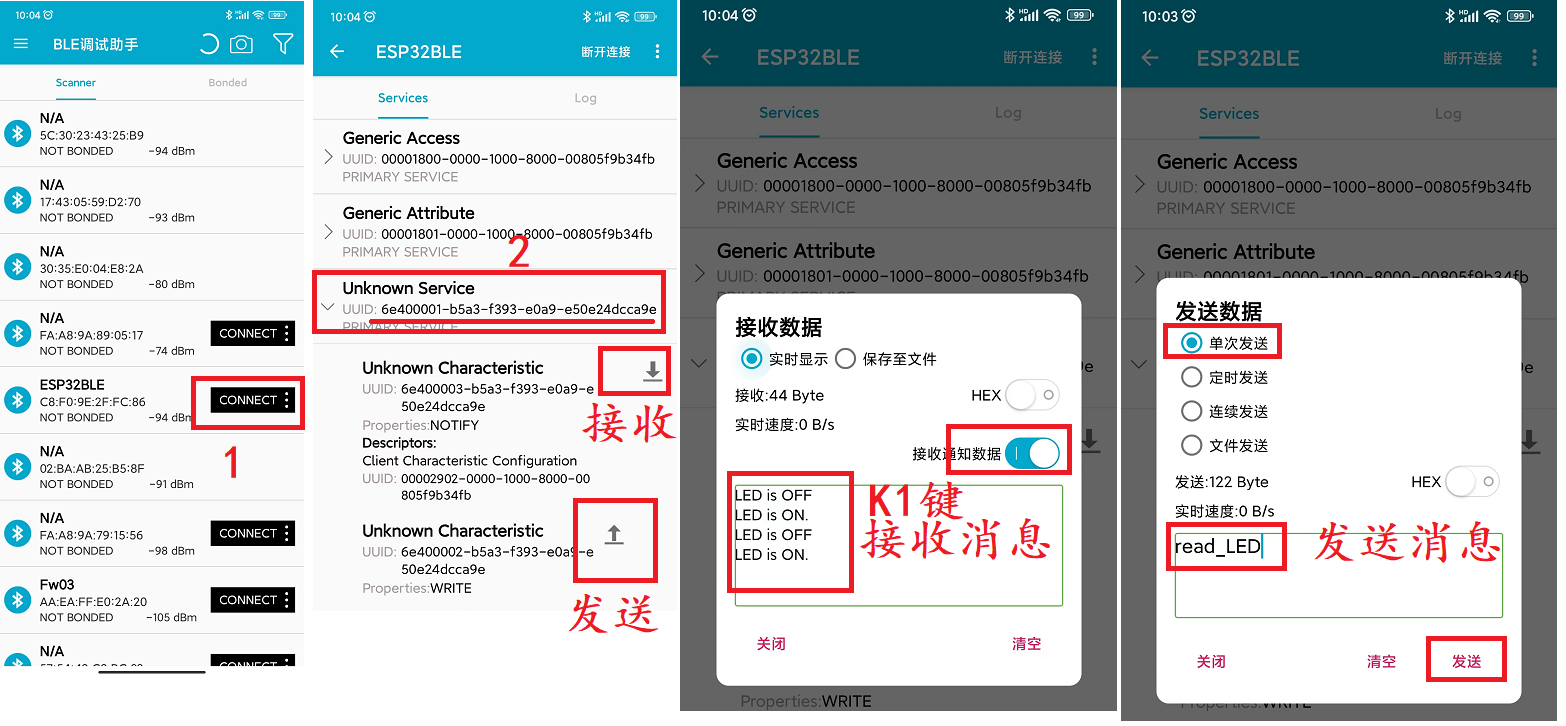 10:04
HD
99
BLE调试助手
Scanner
Bonded
N/A
5C:30:23:43:25:B9
NOT BONDED
-94 dBm
N/A
17:43:05:59:D2:70
NOT BONDED
-93 dBm
N/A
30:35:E0:04:E8:2A
NOT BONDED
-80 dBm
N/A
FA:A8:9A:89:05:17
NOT BONDED
-74 dBm
CONNECT
ESP32BLE
C8:F0:9E:2F:FC:86
NOT BONDED
-94 dBm
CONNECT
1
N/A
02:BA:AB:25:B5:8F
NOT BONDED
-91 dBm
N/A
FA:A8:9A:79:15:56
NOT BONDED
-98 dBm
CONNECT
Fw03
AA:EA:FF:E0:2A:20
NOT BONDED
-105 dBm
CONNECT
N/A
CONNECT
10:04
HD
99
ESP32BLE
断开连接
Services
Log
Generic Access
UUID: 00001800-0000-1000-8000-00805f9b34fb
PRIMARY SERVICE
Generic Attribute
UUID: 00001801-0000-1000-8000-00805f9b34fb
PRIMARY SERVICE
2
Unknown Service
UUID: 6e400001-b5a3-f393-e0a9-e50e24dcca9e
PRIMARY SERVICE
Unknown Characteristic
UUID: 6e400003-b5a3-f393-e0a9-e
50e24dcca9e
Properties:NOTIFY
接收
Descriptors:
Client Characteristic Configuration
UUID: 00002902-0000-1000-8000-00
805f9b34fb
Unknown Characteristic
UUID: 6e400002-b5a3-f393-e0a9-e
50e24dcca9e
Properties:WRITE
发送
10:04
HD
99
ESP32BLE
断开连接
Services
Log
Generic Access
UUID: 00001800-0000-1000-8000-00805f9b34fb
PRIMARY SERVICE
Generic Attribute
UUID: 00001801-0000-1000-8000-00805f9b34fb
接收数据
实时显示
保存至文件
接收:44 Byte
HEX
实时速度:0 B/s
接收通知数据
LED is OFF
LED is ON.
LED is OFF
LED is ON.
K1键
接收消息
关闭
清空
Properties:WRITE
10:03
HD
99
ESP32BLE
断开连接
Services
Log
Generic Access
UUID: 00001800-0000-1000-8000-00805f9b34fb
PRIMARY SERVICE
Generic Attribute
UUID: 00001801-0000-1000-8000-00805f9b34fb
发送数据
单次发送
定时发送
连续发送
文件发送
发送:122 Byte
HEX
实时速度:0 B/s
read_LED
发送消息
关闭
清空
发送
Properties:WRITE